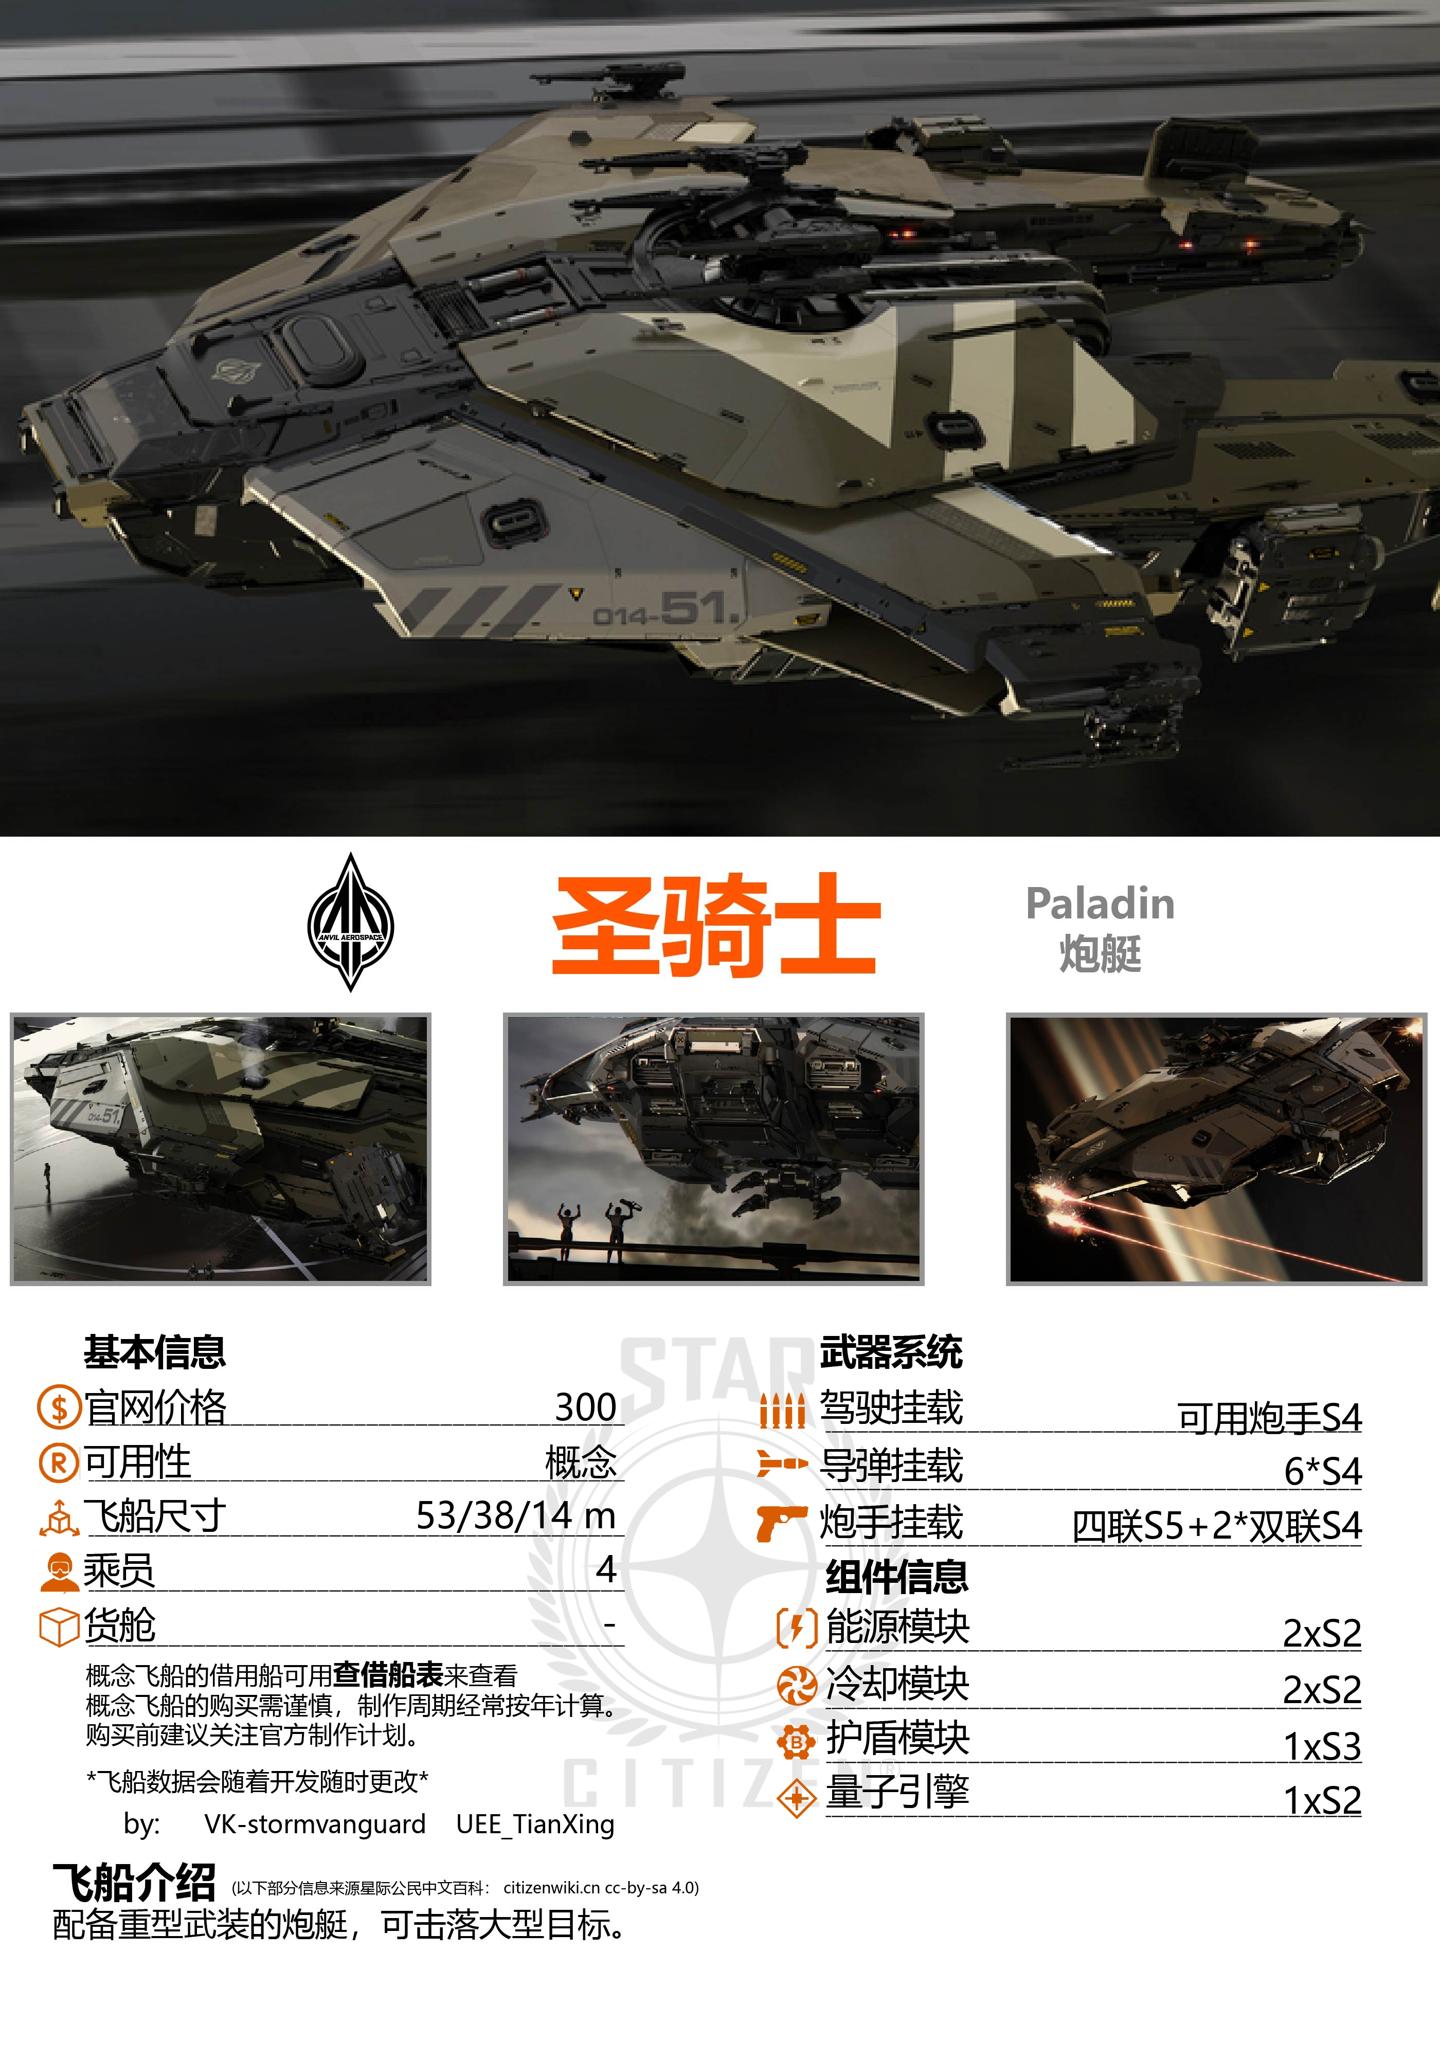 014-51.
ANVIL AEROSPACE
圣骑士
Paladin
炮艇
014-51.
STAR
CITIZEN
基本信息
官网价格 300
可用性 概念
飞船尺寸 53/38/14 m
乘员 4
货舱 -
概念飞船的借用船可用查借船表来查看
概念飞船的购买需谨慎，制作周期经常按年计算。
购买前建议关注官方制作计划。
*飞船数据会随着开发随时更改*
by: VK-stormvanguard UEE_TianXing
武器系统
驾驶挂载 可用炮手S4
导弹挂载 6*S4
炮手挂载 四联S5+2*双联S4
组件信息
能源模块 2xS2
冷却模块 2xS2
护盾模块 1xS3
量子引擎 1xS2
飞船介绍 (以下部分信息来源星际公民中文百科： citizenwiki.cn cc-by-sa 4.0)
配备重型武装的炮艇，可击落大型目标。